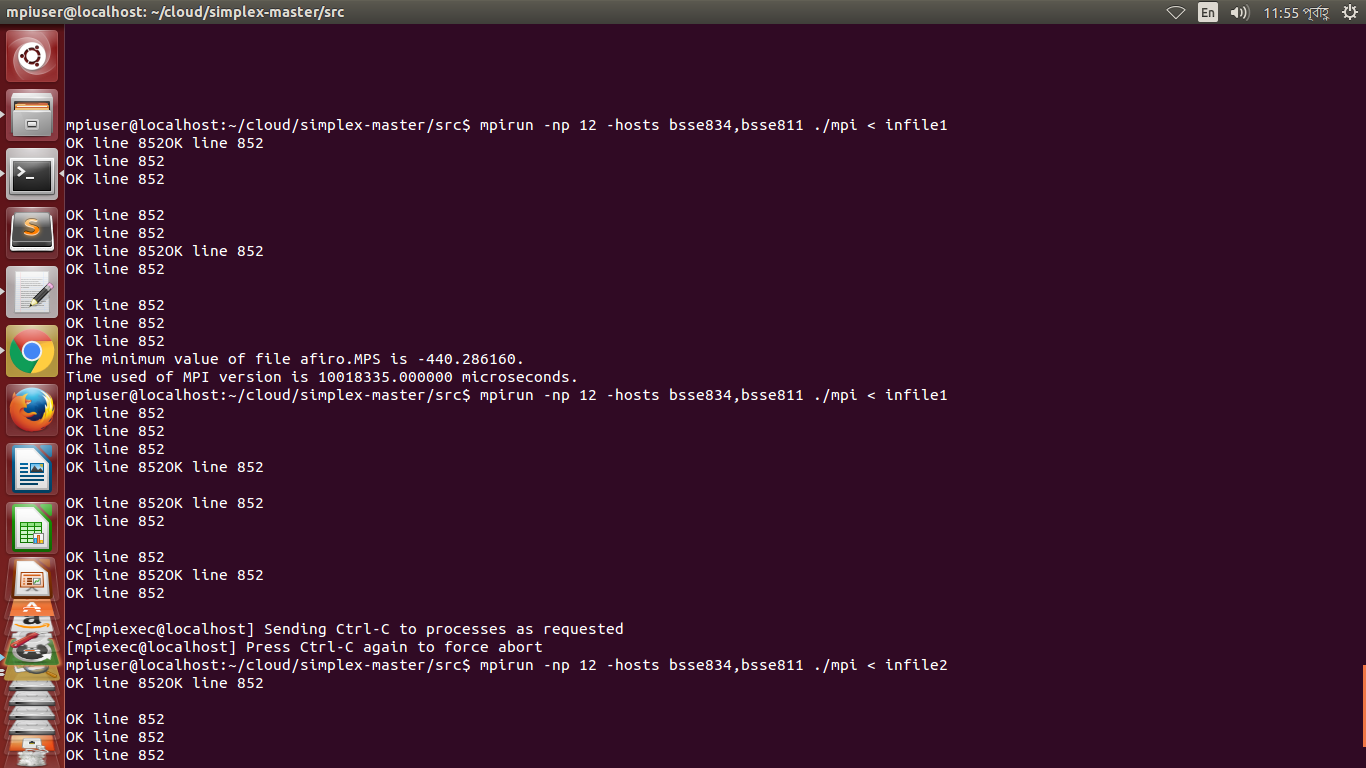 mpiuser@localhost: ~/cloud/simplex-master/src
En
11:55 পূর্বাহ্ণ
mpiuser@localhost:~/cloud/simplex-master/src$ mpirun -np 12 -hosts bsse834,bsse811 ./mpi < infile1
OK line 852OK line 852
OK line 852
OK line 852
OK line 852
OK line 852
OK line 852OK line 852
OK line 852
OK line 852
OK line 852
OK line 852
The minimum value of file afiro.MPS is -440.286160.
Time used of MPI version is 10018335.000000 microseconds.
mpiuser@localhost:~/cloud/simplex-master/src$ mpirun -np 12 -hosts bsse834,bsse811 ./mpi < infile1
OK line 852
OK line 852
OK line 852
OK line 852OK line 852
OK line 852OK line 852
OK line 852
OK line 852
OK line 852OK line 852
OK line 852
^C[mpiexec@localhost] Sending Ctrl-C to processes as requested
[mpiexec@localhost] Press Ctrl-C again to force abort
mpiuser@localhost:~/cloud/simplex-master/src$ mpirun -np 12 -hosts bsse834,bsse811 ./mpi < infile2
OK line 852OK line 852
OK line 852
OK line 852
OK line 852